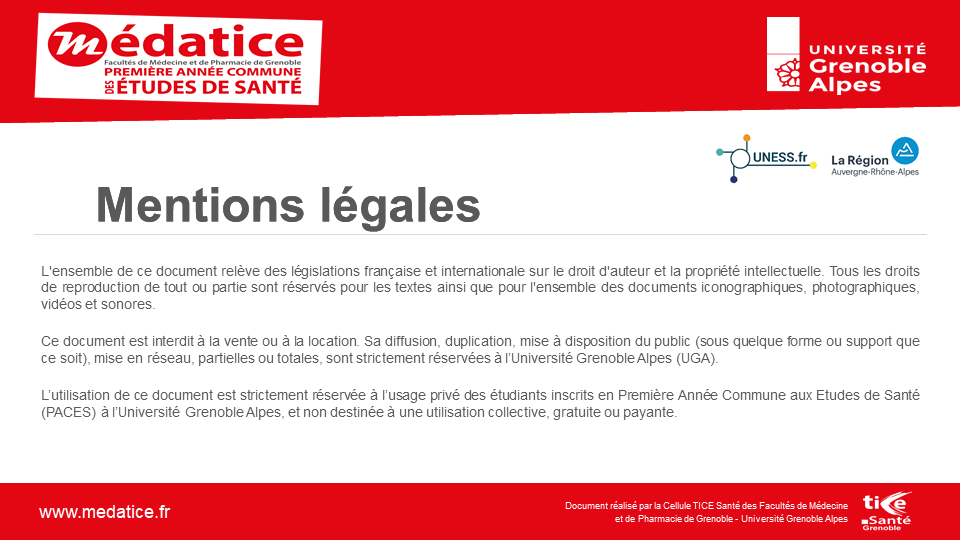 médatice
Facultés de Médecine et de Pharmacie de Grenoble
PREMIÈRE ANNÉE COMMUNE
DES ÉTUDES DE SANTÉ
UNIVERSITÉ
Grenoble
Alpes
UNESS.fr
La Région
Auvergne-Rhône-Alpes
Mentions légales
L'ensemble de ce document relève des législations française et internationale sur le droit d'auteur et la propriété intellectuelle. Tous les droits
de reproduction de tout ou partie sont réservés pour les textes ainsi que pour l'ensemble des documents iconographiques, photographiques,
vidéos et sonores.
Ce document est interdit à la vente ou à la location. Sa diffusion, duplication, mise à disposition du public (sous quelque forme ou support que
ce soit), mise en réseau, partielles ou totales, sont strictement réservées à l’Université Grenoble Alpes (UGA).
L’utilisation de ce document est strictement réservée à l’usage privé des étudiants inscrits en Première Année Commune aux Etudes de Santé
(PACES) à l’Université Grenoble Alpes, et non destinée à une utilisation collective, gratuite ou payante.
www.medatice.fr
Document réalisé par la Cellule TICE Santé des Facultés de Médecine
et de Pharmacie de Grenoble - Université Grenoble Alpes
tice
Santé
Grenoble